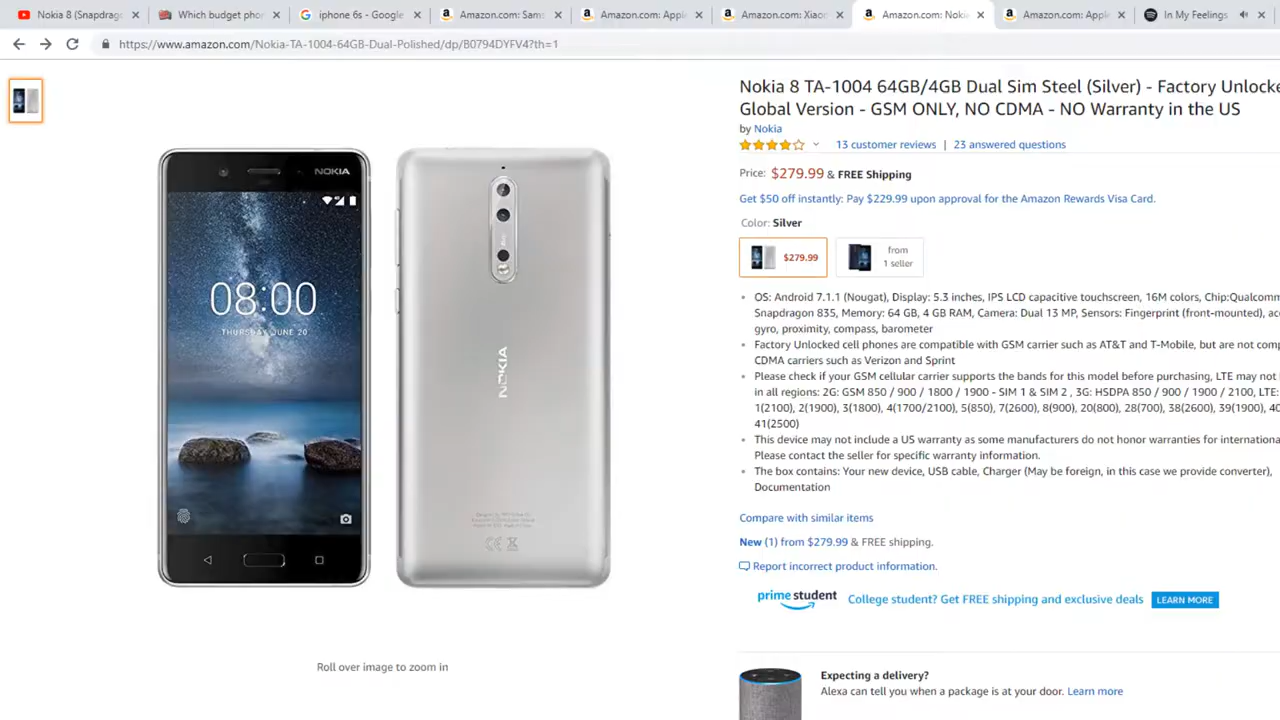 Nokia 8 (Snapdrag
Which budget pho
iphone 6s - Google
Amazon.com: Sams
Amazon.com: Apple
Amazon.com: Xiaom
Amazon.com: Nokia
Amazon.com: Apple
In My Feelings
https://www.amazon.com/Nokia-TA-1004-64GB-Dual-Polished/dp/B0794DYFV4?th=1
Nokia 8 TA-1004 64GB/4GB Dual Sim Steel (Silver) - Factory Unlocke
Global Version - GSM ONLY, NO CDMA - NO Warranty in the US
by Nokia
13 customer reviews | 23 answered questions
Price: $279.99 & FREE Shipping
Get $50 off instantly: Pay $229.99 upon approval for the Amazon Rewards Visa Card.
Color: Silver
$279.99
from
1 seller
OS: Android 7.1.1 (Nougat), Display: 5.3 inches, IPS LCD capacitive touchscreen, 16M colors, Chip:Qualcomm
Snapdragon 835, Memory: 64 GB, 4 GB RAM, Camera: Dual 13 MP, Sensors: Fingerprint (front-mounted), ac
gyro, proximity, compass, barometer
Factory Unlocked cell phones are compatible with GSM carrier such as AT&T and T-Mobile, but are not comp
CDMA carriers such as Verizon and Sprint
Please check if your GSM cellular carrier supports the bands for this model before purchasing, LTE may not
in all regions: 2G: GSM 850 / 900 / 1800 / 1900 - SIM 1 & SIM 2 , 3G: HSDPA 850 / 900 / 1900 / 2100, LTE:
1(2100), 2(1900), 3(1800), 4(1700/2100), 5(850), 7(2600), 8(900), 20(800), 28(700), 38(2600), 39(1900), 40
41(2500)
This device may not include a US warranty as some manufacturers do not honor warranties for internationa
Please contact the seller for specific warranty information.
The box contains: Your new device, USB cable, Charger (May be foreign, in this case we provide converter),
Documentation
Compare with similar items
New (1) from $279.99 & FREE shipping.
Report incorrect product information.
prime student
College student? Get FREE shipping and exclusive deals
LEARN MORE
Expecting a delivery?
Alexa can tell you when a package is at your door. Learn more
NOKIA
08:00
THURSDAY, JUNE 20
NOKIA
Roll over image to zoom in